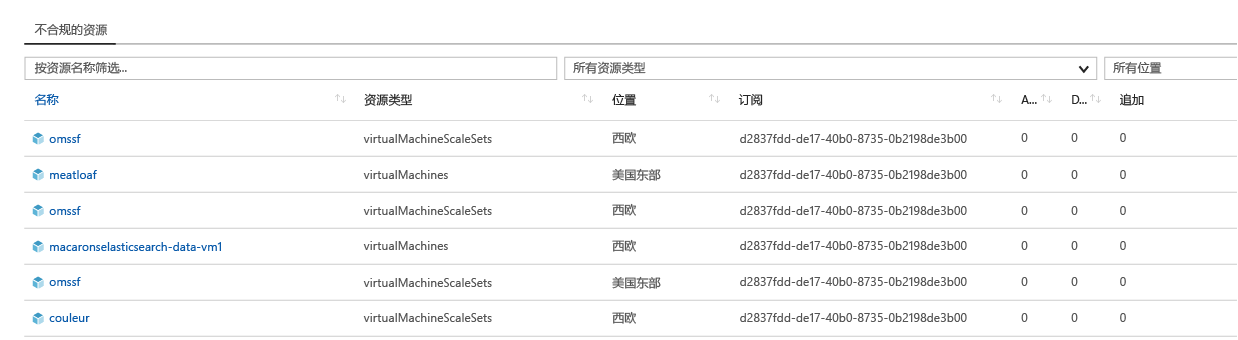 不合规的资源
按资源名称筛选... 所有资源类型 所有位置
名称 资源类型 位置 订阅 A... D... 追加
omssf virtualMachineScaleSets 西欧 d2837fdd-de17-40b0-8735-0b2198de3b00 0 0 0
meatloaf virtualMachines 美国东部 d2837fdd-de17-40b0-8735-0b2198de3b00 0 0 0
omssf virtualMachineScaleSets 西欧 d2837fdd-de17-40b0-8735-0b2198de3b00 0 0 0
macaronselasticsearch-data-vm1 virtualMachines 西欧 d2837fdd-de17-40b0-8735-0b2198de3b00 0 0 0
omssf virtualMachineScaleSets 美国东部 d2837fdd-de17-40b0-8735-0b2198de3b00 0 0 0
couleur virtualMachineScaleSets 西欧 d2837fdd-de17-40b0-8735-0b2198de3b00 0 0 0